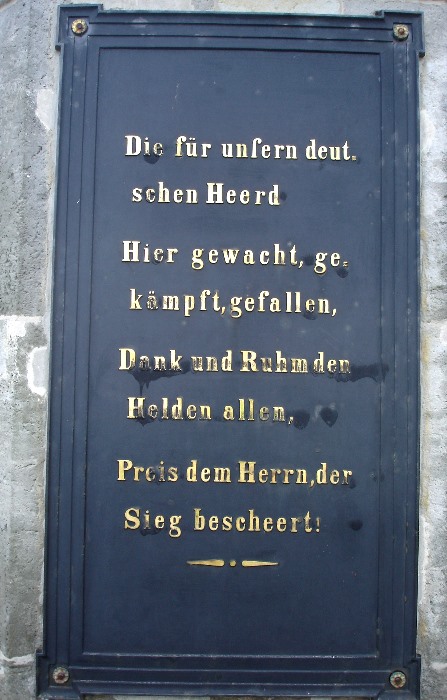 Die für unſern deut=
schen Heerd
Hier gewacht, ge=
kämpft, gefallen,
Dank und Ruhm den
Helden allen,
Preis dem Herrn, der
Sieg bescheert!